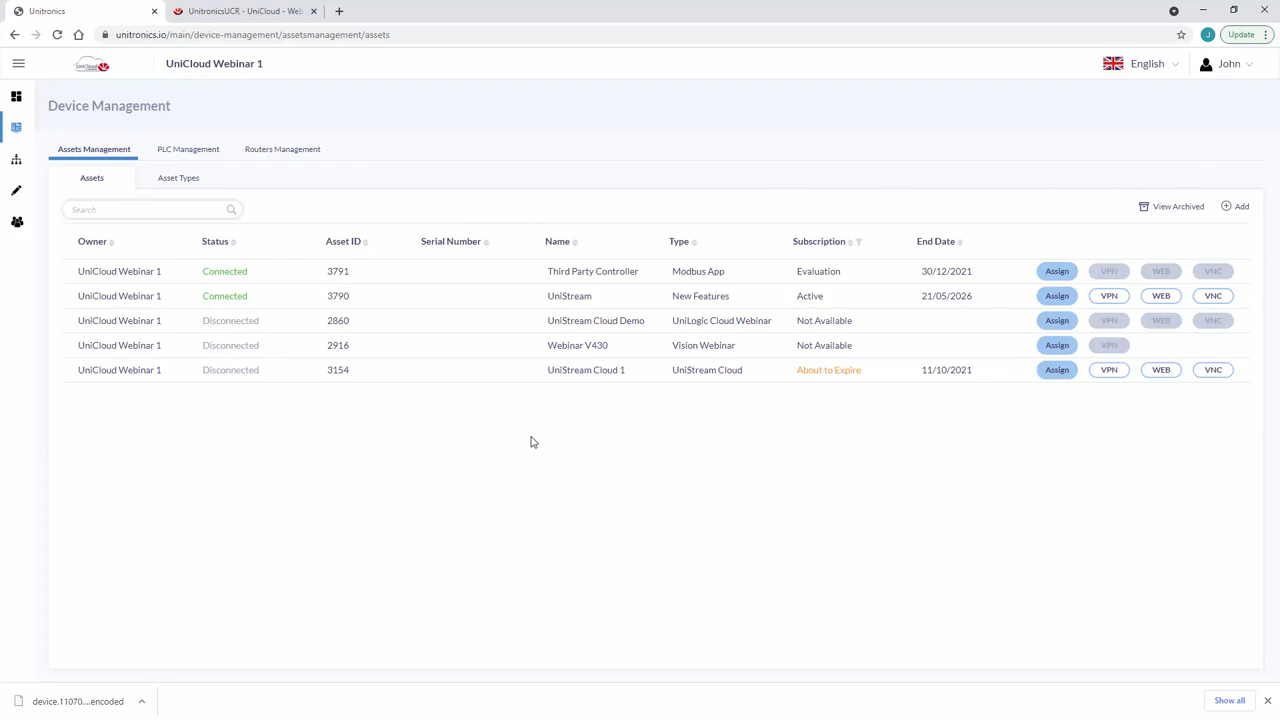 Unitronics
UnitronicsUCR - UniCloud - Web
unitronics.io/main/device-management/assetsmanagement/assets
J
Update
UniCloud
UniCloud Webinar 1
English
John
Device Management
Assets Management PLC Management Routers Management
Assets Asset Types
Search
View Archived Add
Owner Status Asset ID Serial Number Name Type Subscription End Date
UniCloud Webinar 1 Connected 3791 Third Party Controller Modbus App Evaluation 30/12/2021 Assign VPN WEB VNC
UniCloud Webinar 1 Connected 3790 UniStream New Features Active 21/05/2026 Assign VPN WEB VNC
UniCloud Webinar 1 Disconnected 2860 UniStream Cloud Demo UniLogic Cloud Webinar Not Available Assign VPN WEB VNC
UniCloud Webinar 1 Disconnected 2916 Webinar V430 Vision Webinar Not Available Assign VPN
UniCloud Webinar 1 Disconnected 3154 UniStream Cloud 1 UniStream Cloud About to Expire 11/10/2021 Assign VPN WEB VNC
device.11070....encoded
Show all